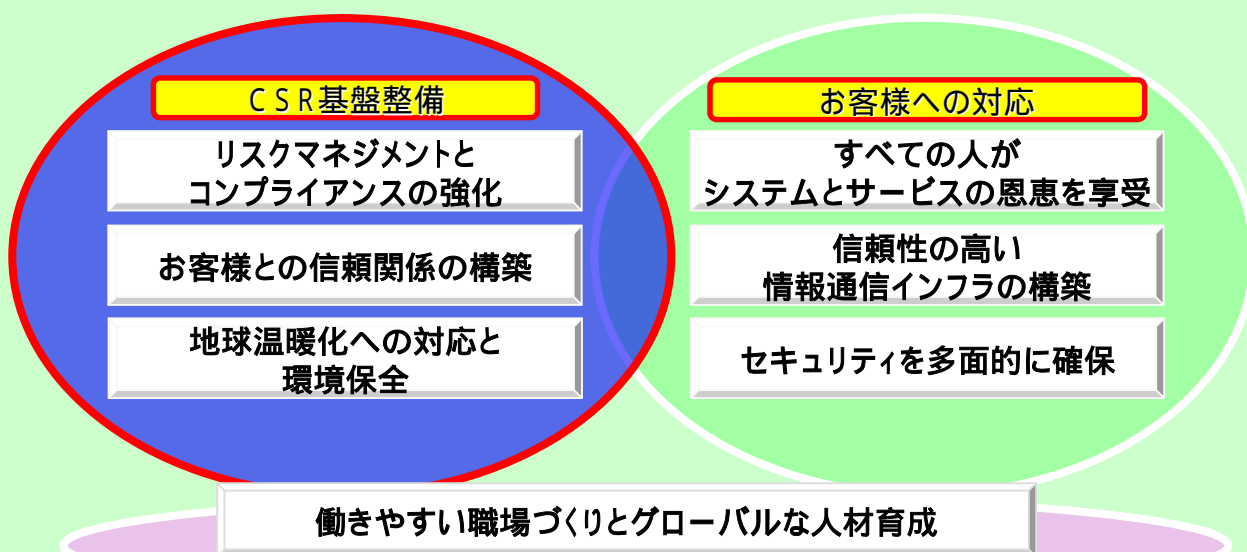 CSR基盤整備
リスクマネジメントと
コンプライアンスの強化
お客様との信頼関係の構築
地球温暖化への対応と
環境保全
お客様への対応
すべての人が
システムとサービスの恩恵を享受
信頼性の高い
情報通信インフラの構築
セキュリティを多面的に確保
働きやすい職場づくりとグローバルな人材育成